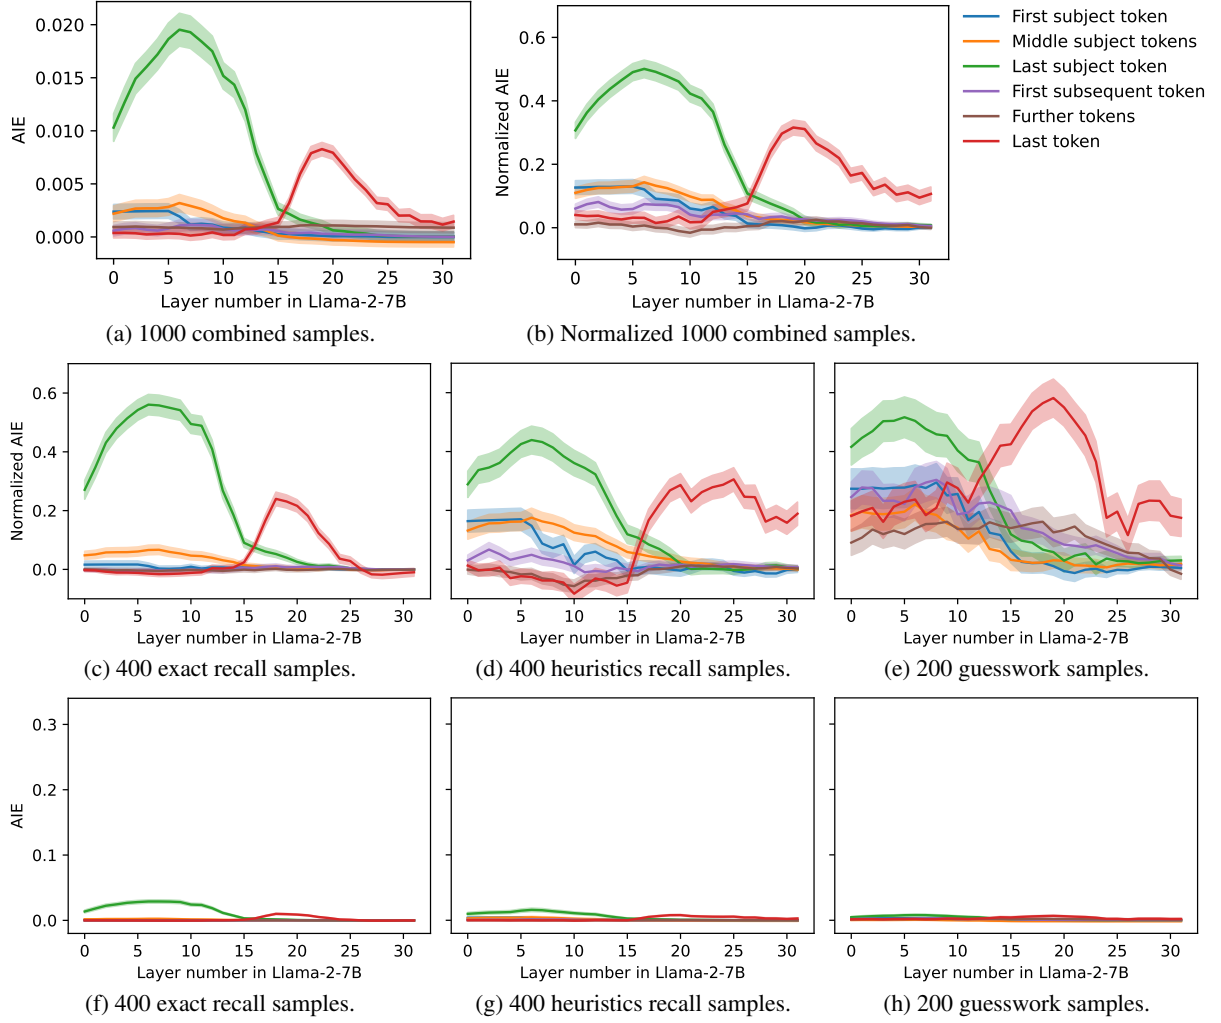 0.020
0.015
0.010
0.005
0.000
AIE
0 5 10 15 20 25 30
Layer number in Llama-2-7B
(a) 1000 combined samples.
0.6
0.4
0.2
0.0
Normalized AIE
0 5 10 15 20 25 30
Layer number in Llama-2-7B
(b) Normalized 1000 combined samples.
First subject token
Middle subject tokens
Last subject token
First subsequent token
Further tokens
Last token
0.6
0.4
0.2
0.0
Normalized AIE
0 5 10 15 20 25 30
Layer number in Llama-2-7B
(c) 400 exact recall samples.
0 5 10 15 20 25 30
Layer number in Llama-2-7B
(d) 400 heuristics recall samples.
0 5 10 15 20 25 30
Layer number in Llama-2-7B
(e) 200 guesswork samples.
0.3
0.2
0.1
0.0
AIE
0 5 10 15 20 25 30
Layer number in Llama-2-7B
(f) 400 exact recall samples.
0 5 10 15 20 25 30
Layer number in Llama-2-7B
(g) 400 heuristics recall samples.
0 5 10 15 20 25 30
Layer number in Llama-2-7B
(h) 200 guesswork samples.